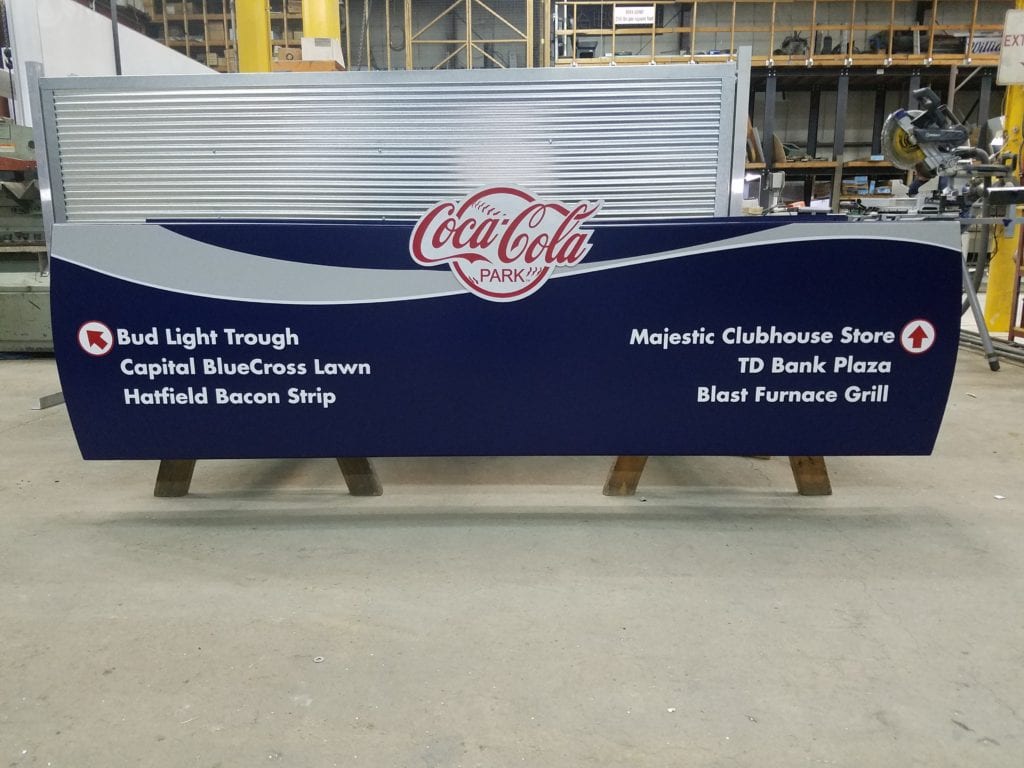 EXIT
Coca-Cola
PARK
Bud Light Trough
Capital BlueCross Lawn
Hatfield Bacon Strip
Majestic Clubhouse Store
TD Bank Plaza
Blast Furnace Grill